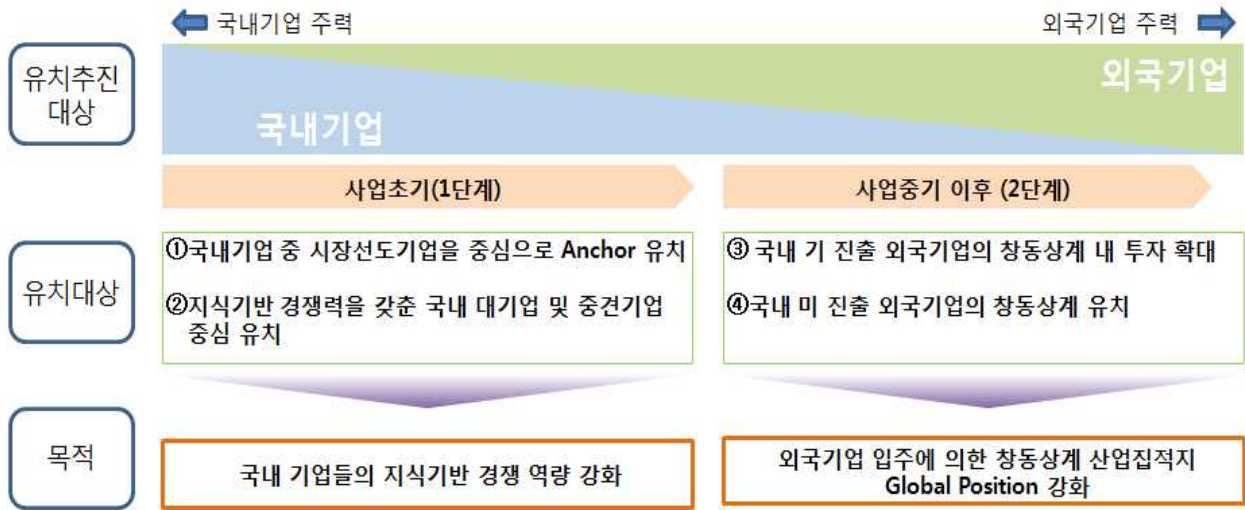 국내기업 주력
외국기업 주력
유치추진
대상
외국기업
국내기업
사업초기(1단계)
사업중기 이후 (2단계)
유치대상
①국내기업 중 시장선도기업을 중심으로 Anchor 유치
②지식기반 경쟁력을 갖춘 국내 대기업 및 중견기업
중심 유치
③ 국내 기 진출 외국기업의 창동상계 내 투자 확대
④국내 미 진출 외국기업의 창동상계 유치
목적
국내 기업들의 지식기반 경쟁 역량 강화
외국기업 입주에 의한 창동상계 산업집적지
Global Position 강화